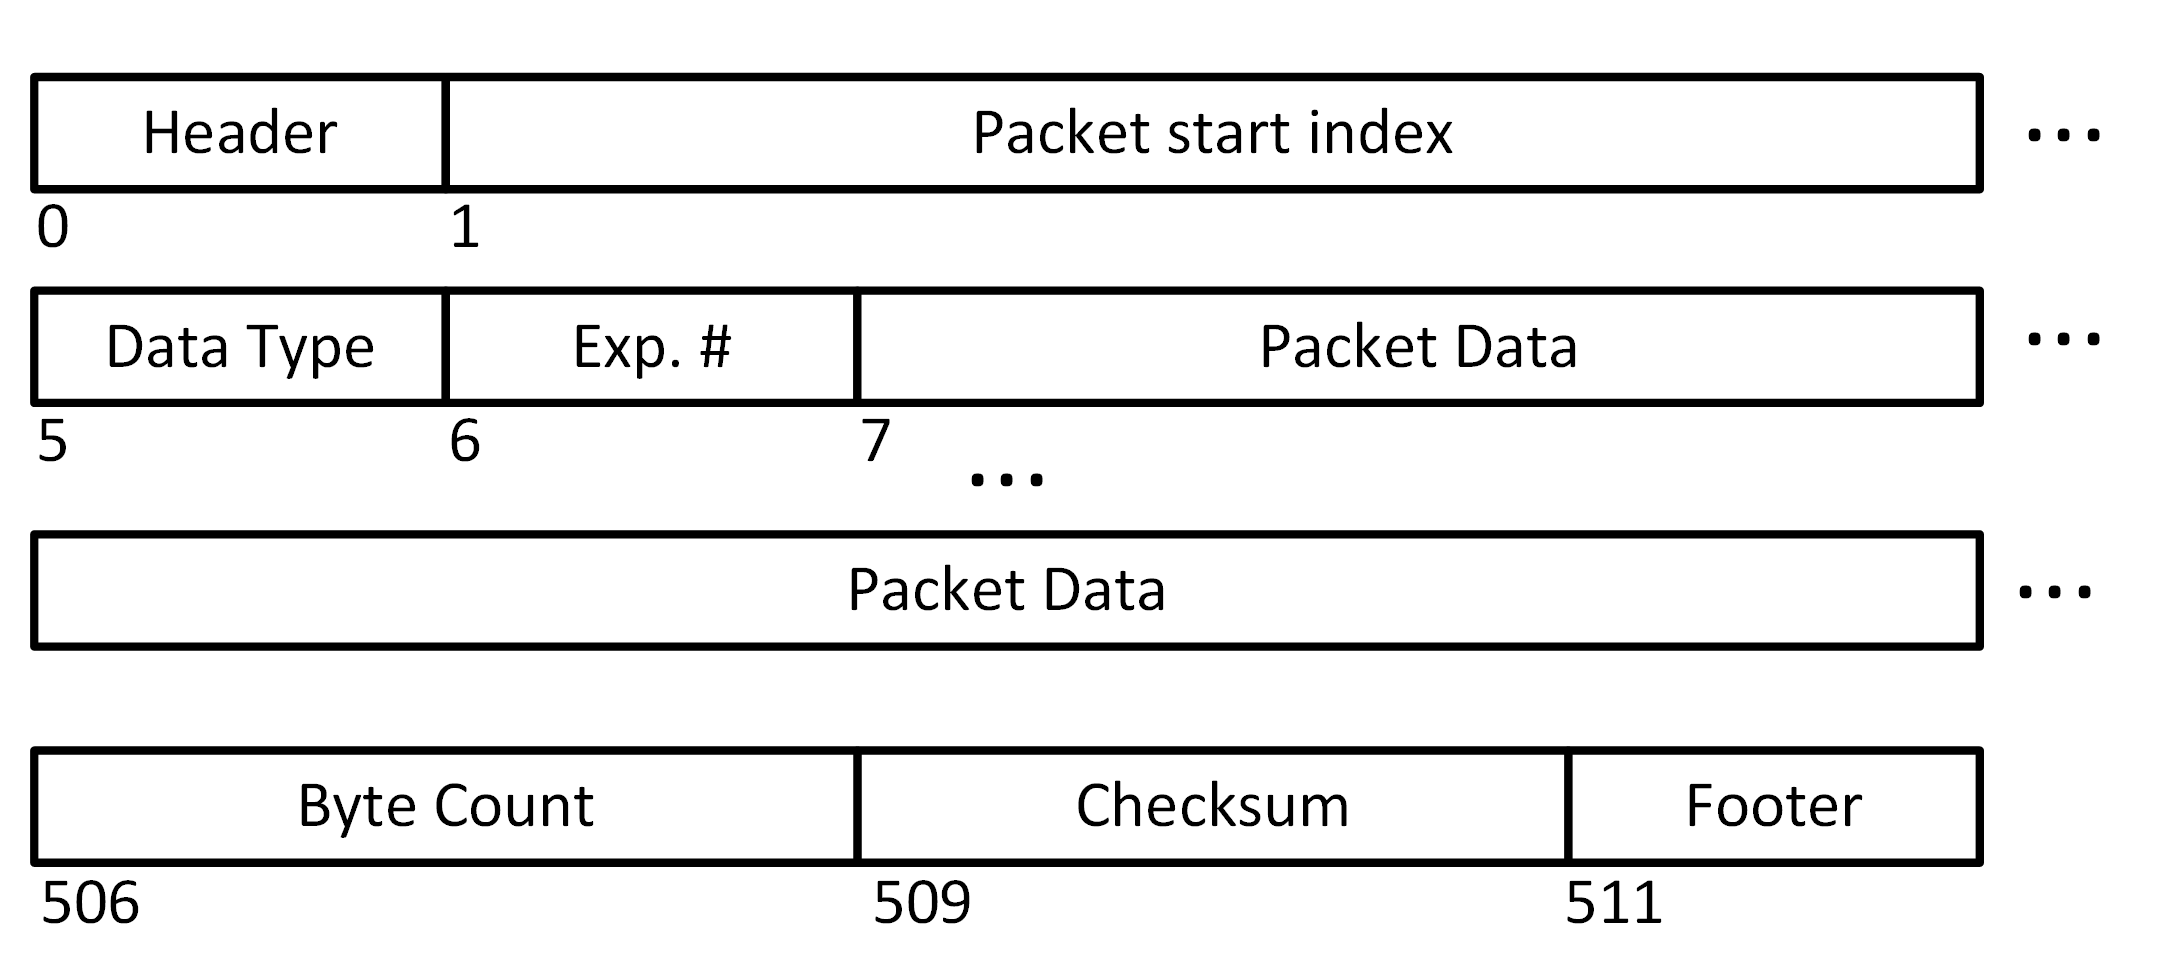 Header Packet start index ...
0 1
Data Type Exp. # Packet Data ...
5 6 7
...
Packet Data ...
Byte Count Checksum Footer
506 509 511